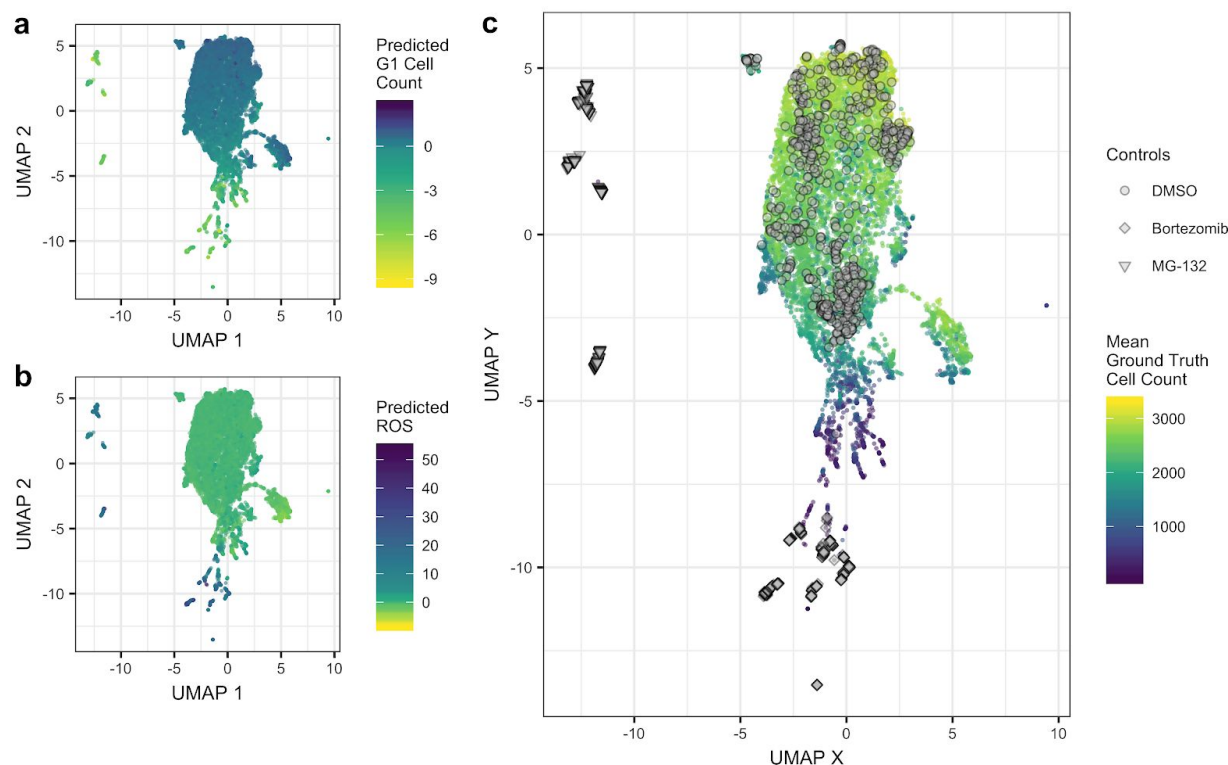 a
Predicted
G1 Cell
Count
0
-3
-6
-9
UMAP 2
5
0
-5
-10
-10
-5
0
5
10
UMAP 1
b
Predicted
ROS
50
40
30
20
10
0
UMAP 2
5
0
-5
-10
-10
-5
0
5
10
UMAP 1
c
UMAP Y
5
0
-5
-10
-10
-5
0
5
10
UMAP X
Controls
DMSO
Bortezomib
MG-132
Mean
Ground Truth
Cell Count
3000
2000
1000